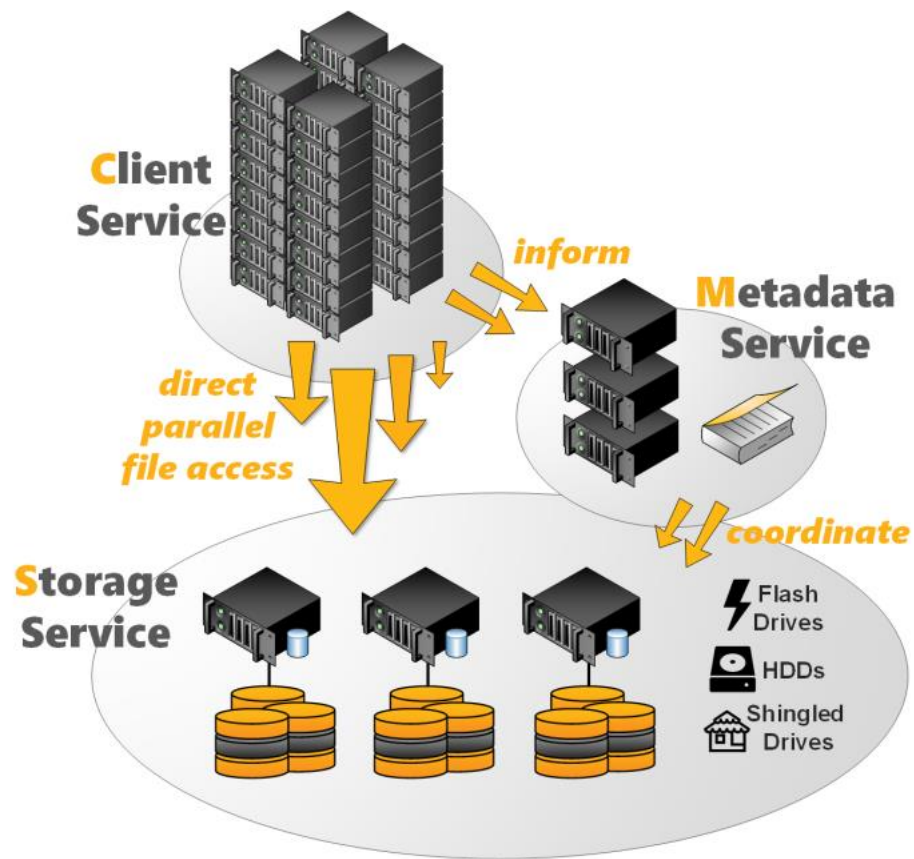 Client
Service
inform
Metadata
Service
direct
parallel
file access
coordinate
Storage
Service
Flash
Drives
HDDs
Shingled
Drives